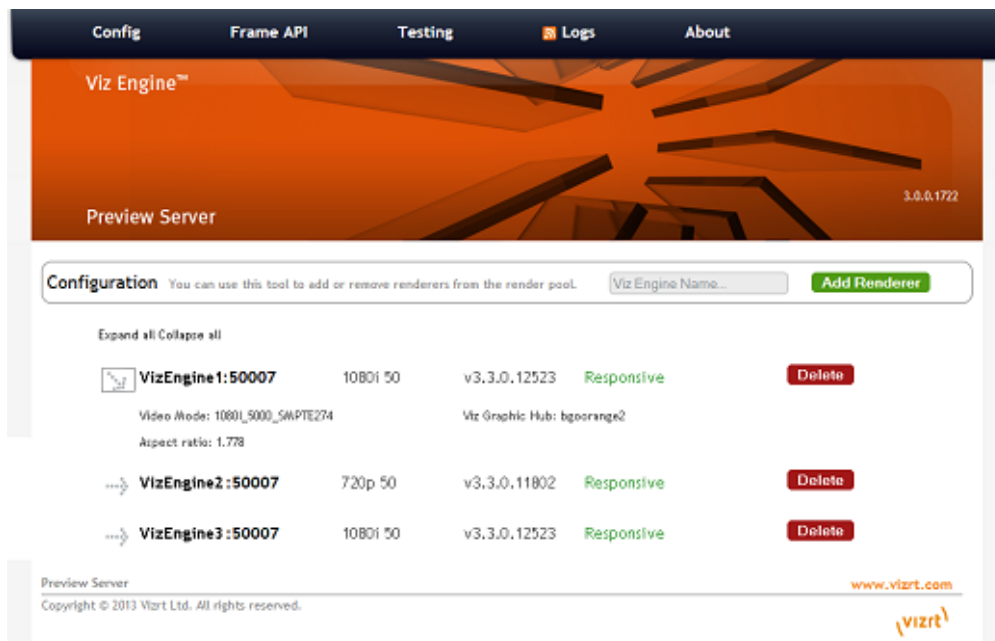 Config Frame API Testing Logs About
Viz Engine™
3.0.0.1722
Preview Server
Configuration You can use this tool to add or remove renderers from the render pool. Viz Engine Name... Add Renderer
Expand all Collapse all
VizEngine1:50007 1080i 50 v3.3.0.12523 Responsive Delete
Video Mode: 1080I_5000_SMPTE274 Viz Graphic Hub: bgoorange2
Aspect ratio: 1.778
VizEngine2:50007 720p 50 v3.3.0.11802 Responsive Delete
VizEngine3:50007 1080i 50 v3.3.0.12523 Responsive Delete
Preview Server www.vizrt.com
Copyright © 2013 Vizrt Ltd. All rights reserved.
vizrt